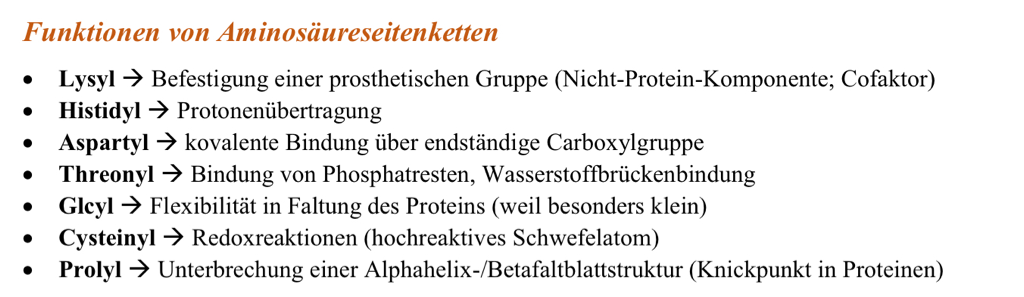 Funktionen von Aminosäureseitenketten
• Lysyl → Befestigung einer prosthetischen Gruppe (Nicht-Protein-Komponente; Cofaktor)
• Histidyl → Protonenübertragung
• Aspartyl → kovalente Bindung über endständige Carboxylgruppe
• Threonyl → Bindung von Phosphatresten, Wasserstoffbrückenbindung
• Glcyl → Flexibilität in Faltung des Proteins (weil besonders klein)
• Cysteinyl → Redoxreaktionen (hochreaktives Schwefelatom)
• Prolyl → Unterbrechung einer Alphahelix-/Betafaltblattstruktur (Knickpunkt in Proteinen)